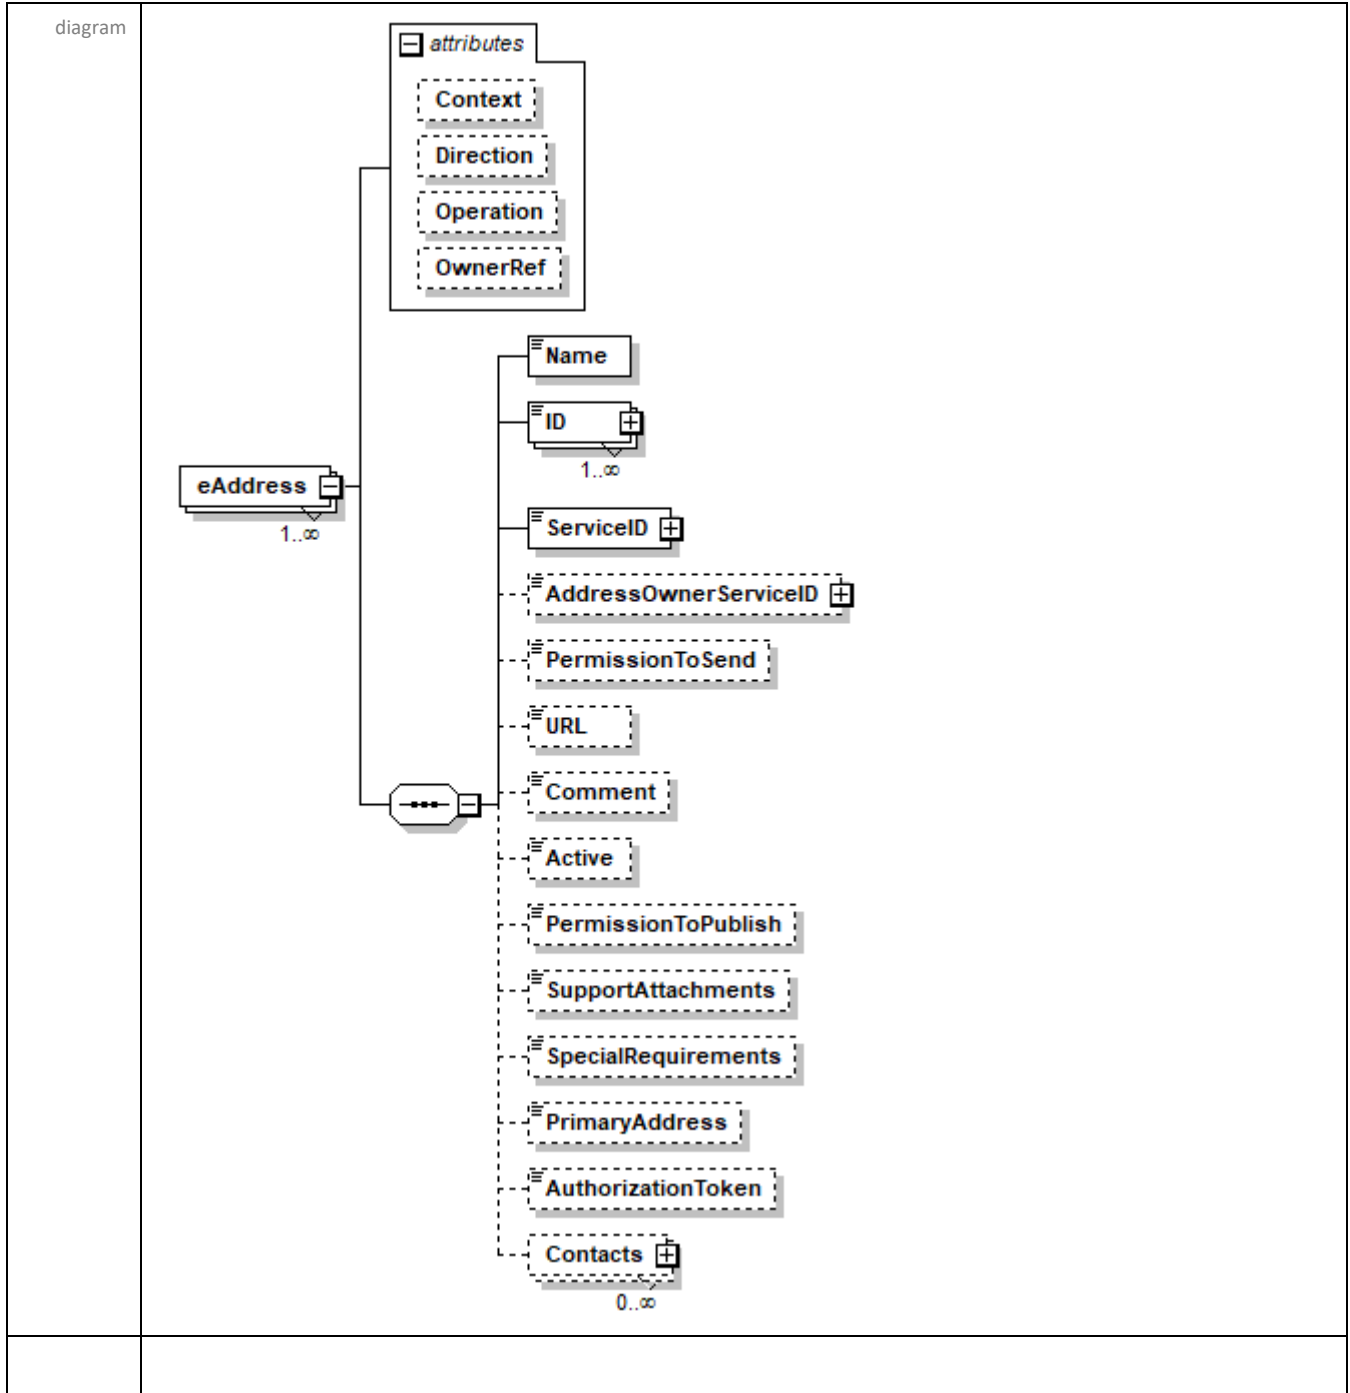 diagram
attributes
Context
Direction
Operation
OwnerRef
Name
ID
1..∞
eAddress
1..∞
ServiceID
AddressOwnerServiceID
PermissionToSend
URL
Comment
Active
PermissionToPublish
SupportAttachments
SpecialRequirements
PrimaryAddress
AuthorizationToken
Contacts
0..∞